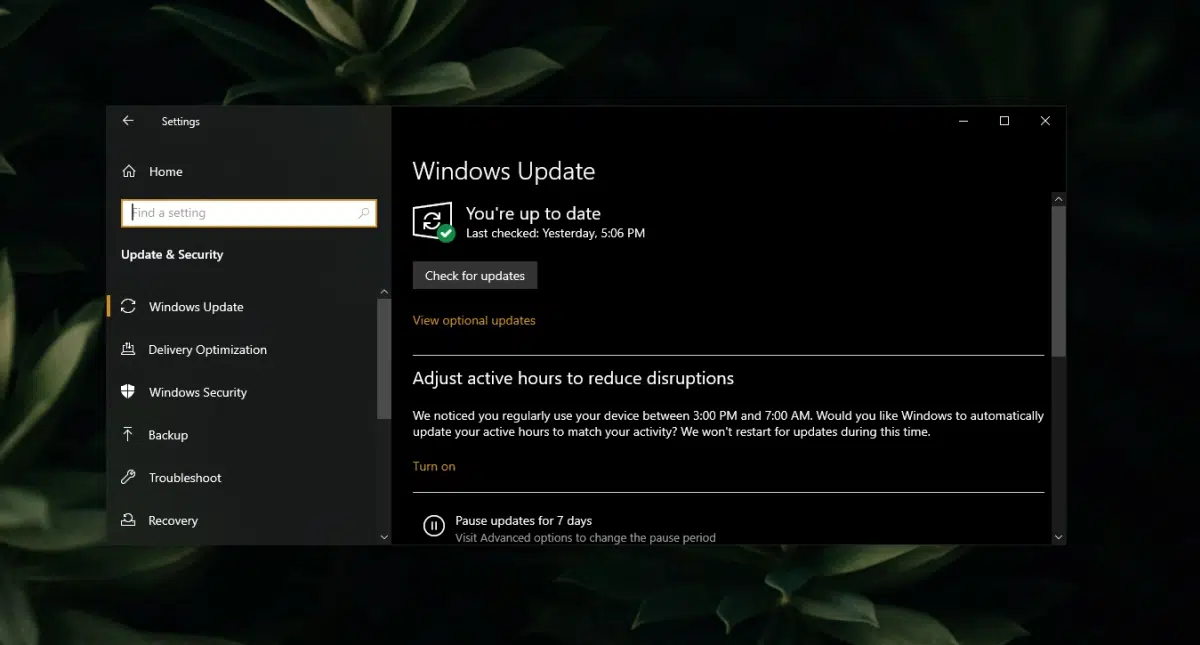 Settings
Home
Find a setting
Update & Security
Windows Update
Delivery Optimization
Windows Security
Backup
Troubleshoot
Recovery
Windows Update
You're up to date
Last checked: Yesterday, 5:06 PM
Check for updates
View optional updates
Adjust active hours to reduce disruptions
We noticed you regularly use your device between 3:00 PM and 7:00 AM. Would you like Windows to automatically
update your active hours to match your activity? We won't restart for updates during this time.
Turn on
Pause updates for 7 days
Visit Advanced options to change the pause period